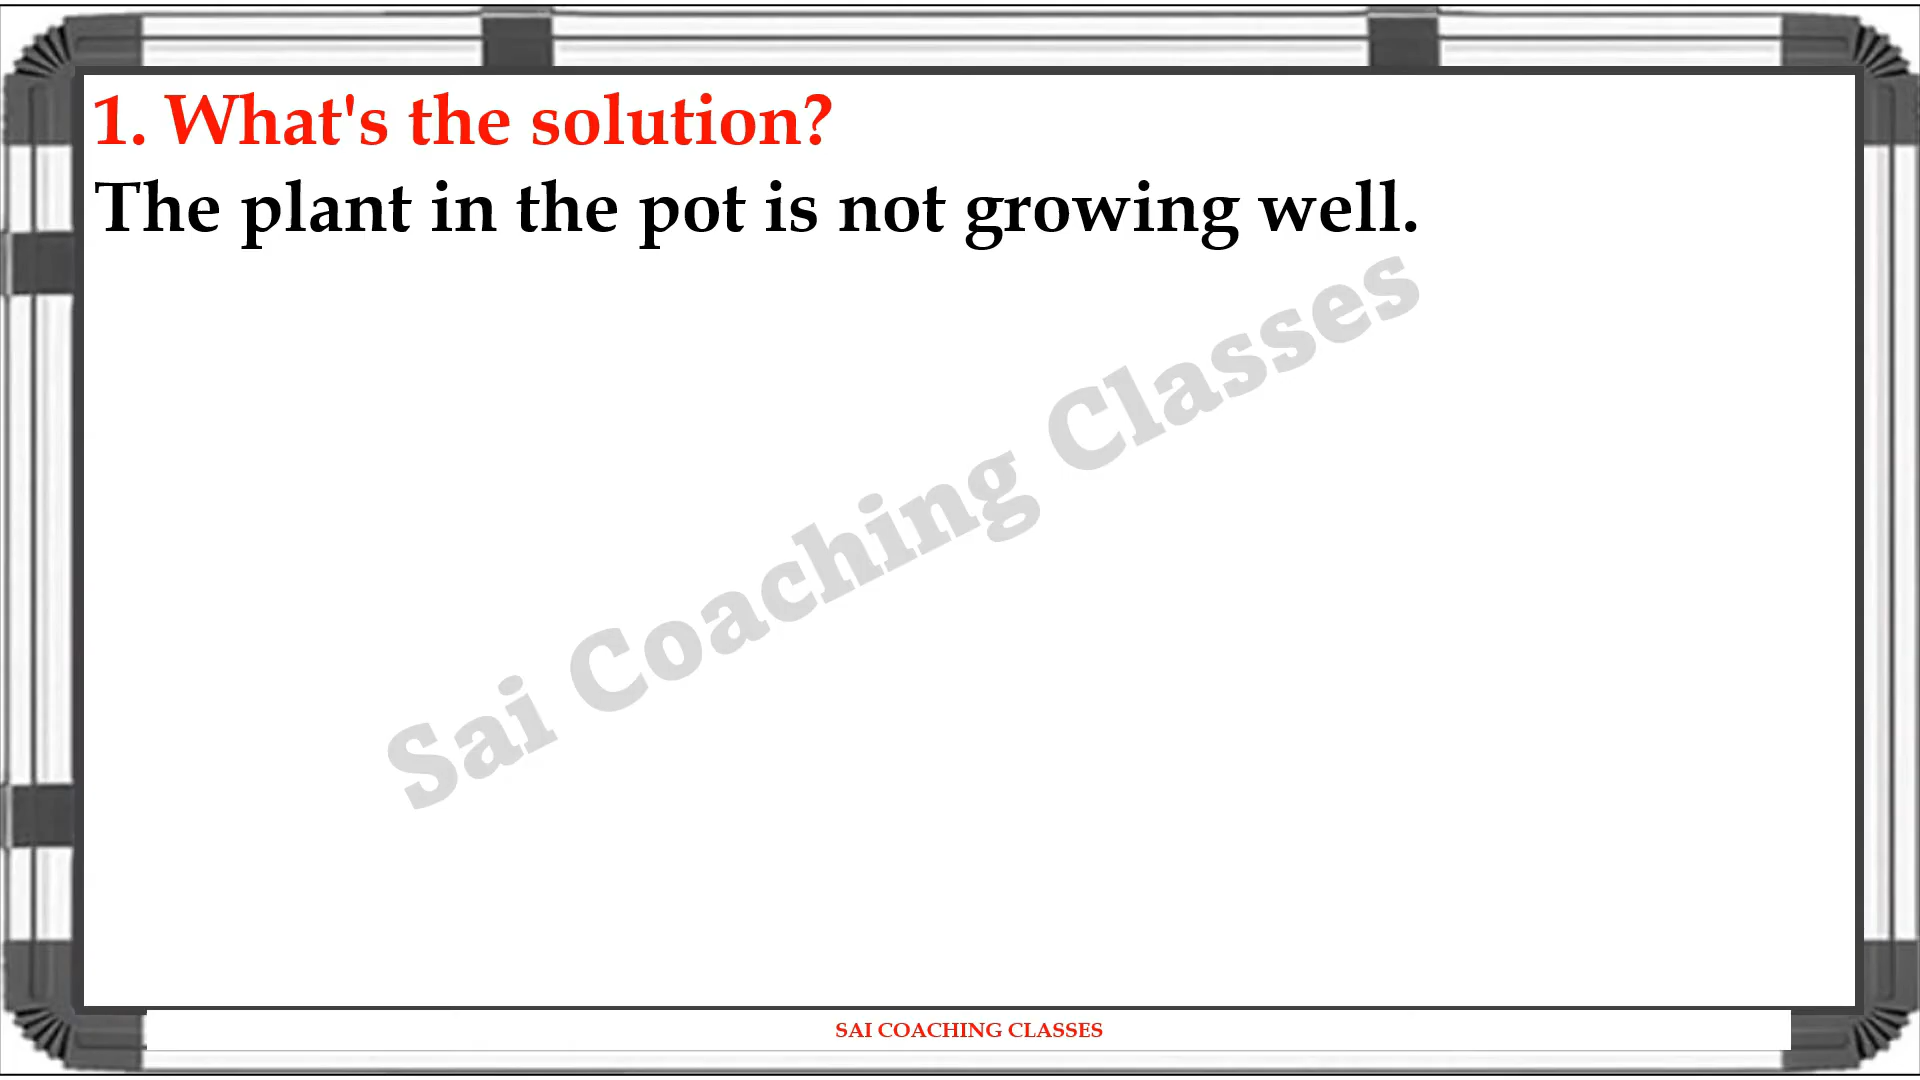 1. What's the solution?
The plant in the pot is not growing well.
Sai Coaching Classes
SAI COACHING CLASSES